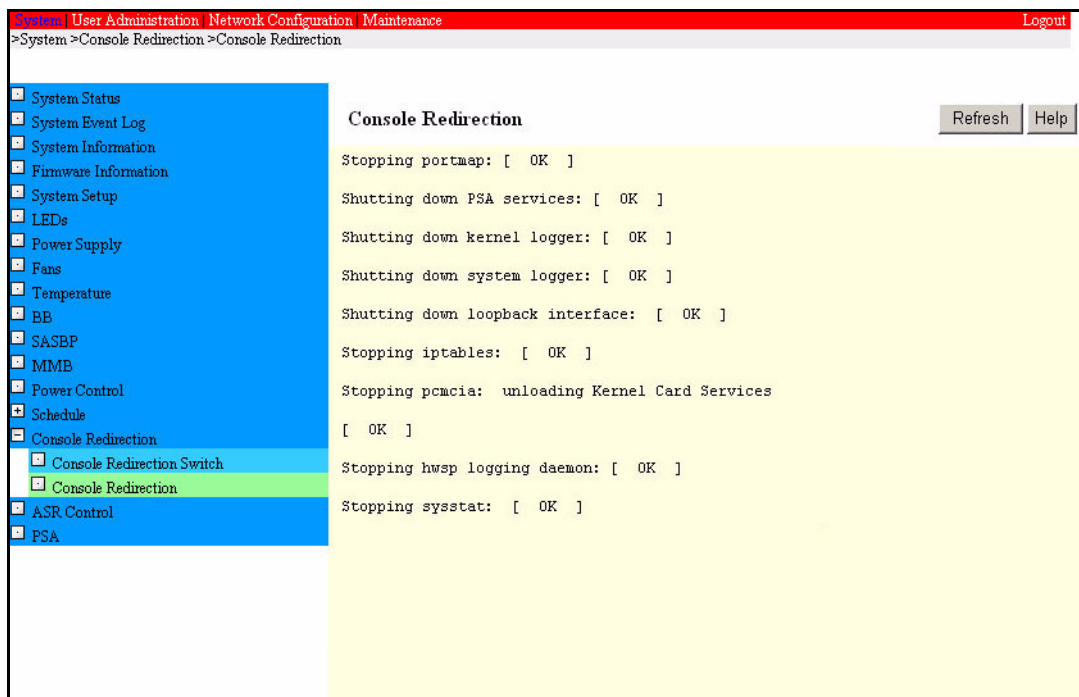 System | User Administration | Network Configuration | Maintenance Logout
>System >Console Redirection >Console Redirection
System Status
System Event Log
System Information
Firmware Information
System Setup
LEDs
Power Supply
Fans
Temperature
BB
SASBP
MMB
Power Control
Schedule
Console Redirection
Console Redirection Switch
Console Redirection
ASR Control
PSA
Console Redirection Refresh Help
Stopping portmap: [  OK  ]
Shutting down PSA services: [  OK  ]
Shutting down kernel logger: [  OK  ]
Shutting down system logger: [  OK  ]
Shutting down loopback interface:  [  OK  ]
Stopping iptables:  [  OK  ]
Stopping pcmcia:  unloading Kernel Card Services
[  OK  ]
Stopping hwsp logging daemon: [  OK  ]
Stopping sysstat:  [  OK  ]